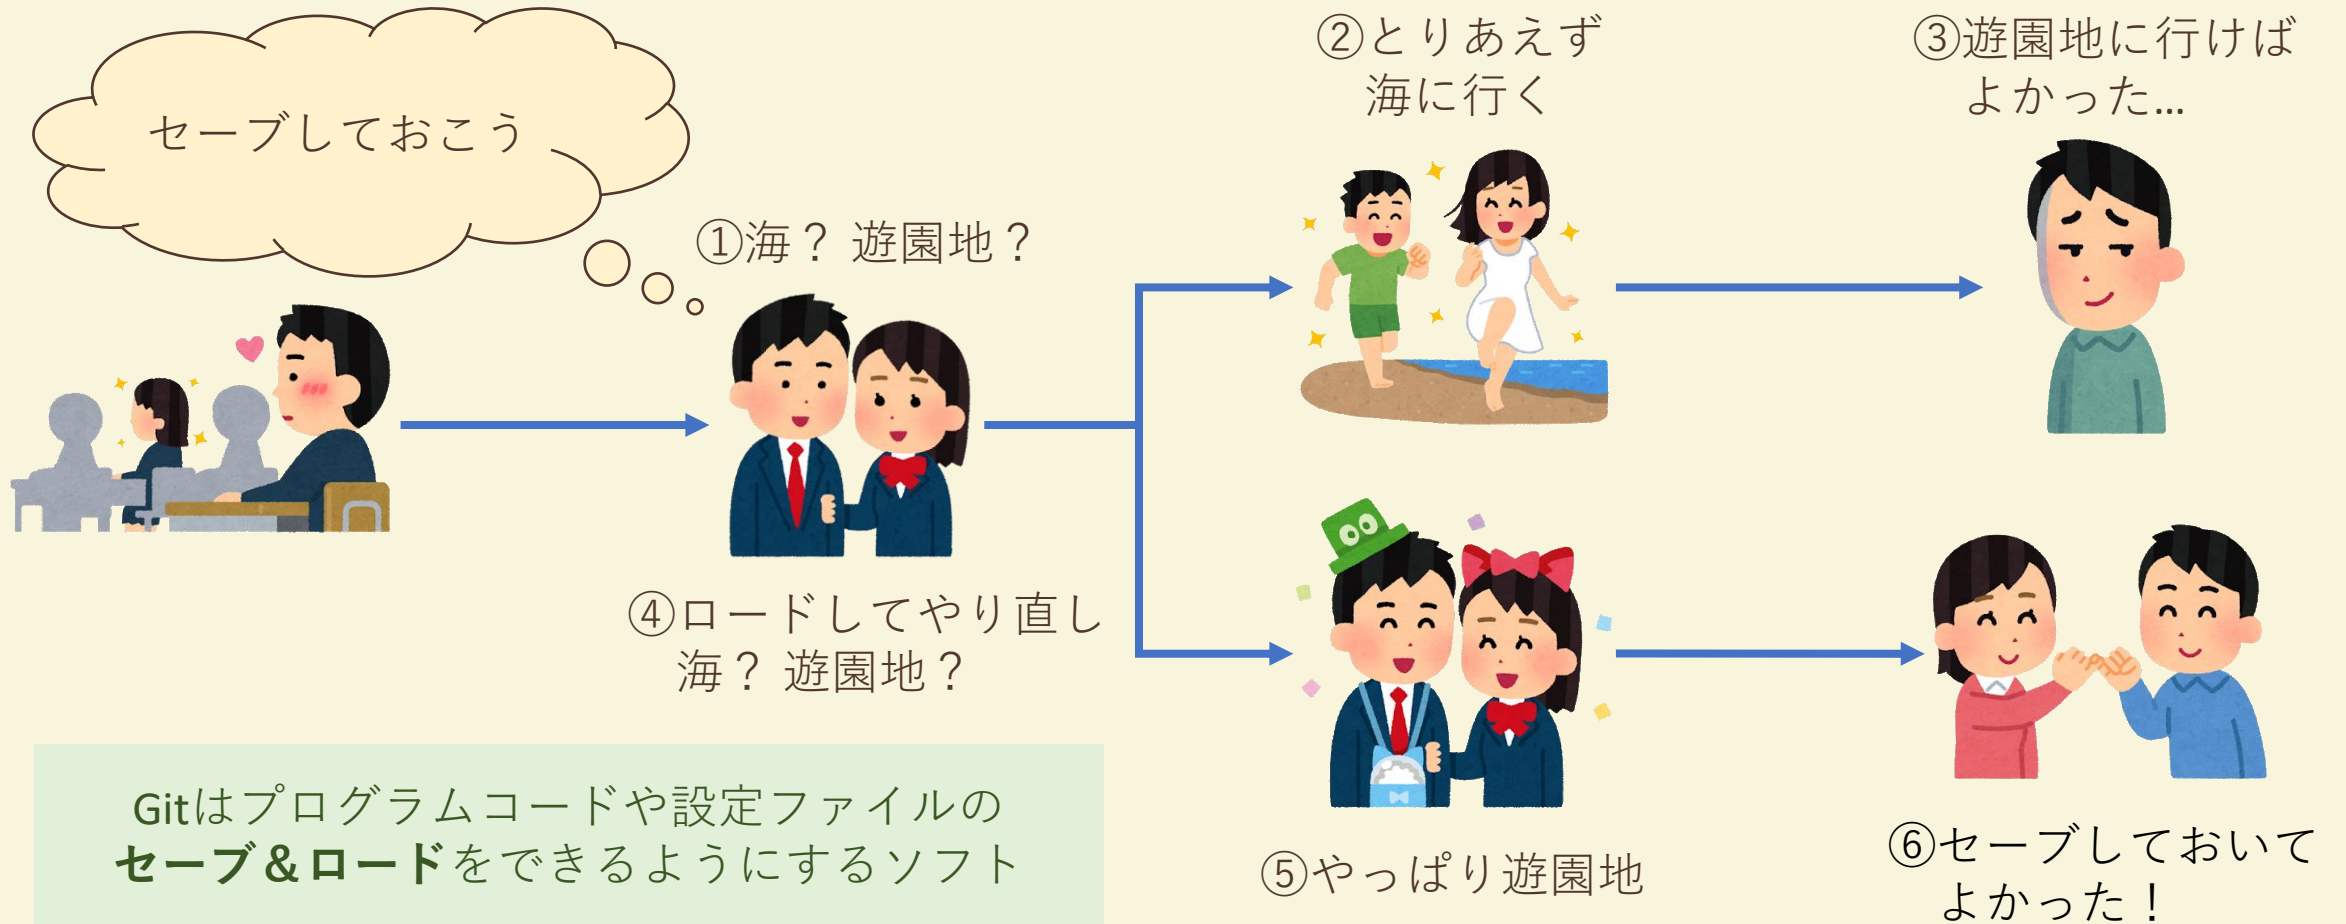 セーブしておこう
①海？ 遊園地？
②とりあえず
海に行く
③遊園地に行けば
よかった…
④ロードしてやり直し
海？ 遊園地？
⑤やっぱり遊園地
⑥セーブしておいて
よかった！
Gitはプログラムコードや設定ファイルの
セーブ＆ロードをできるようにするソフト